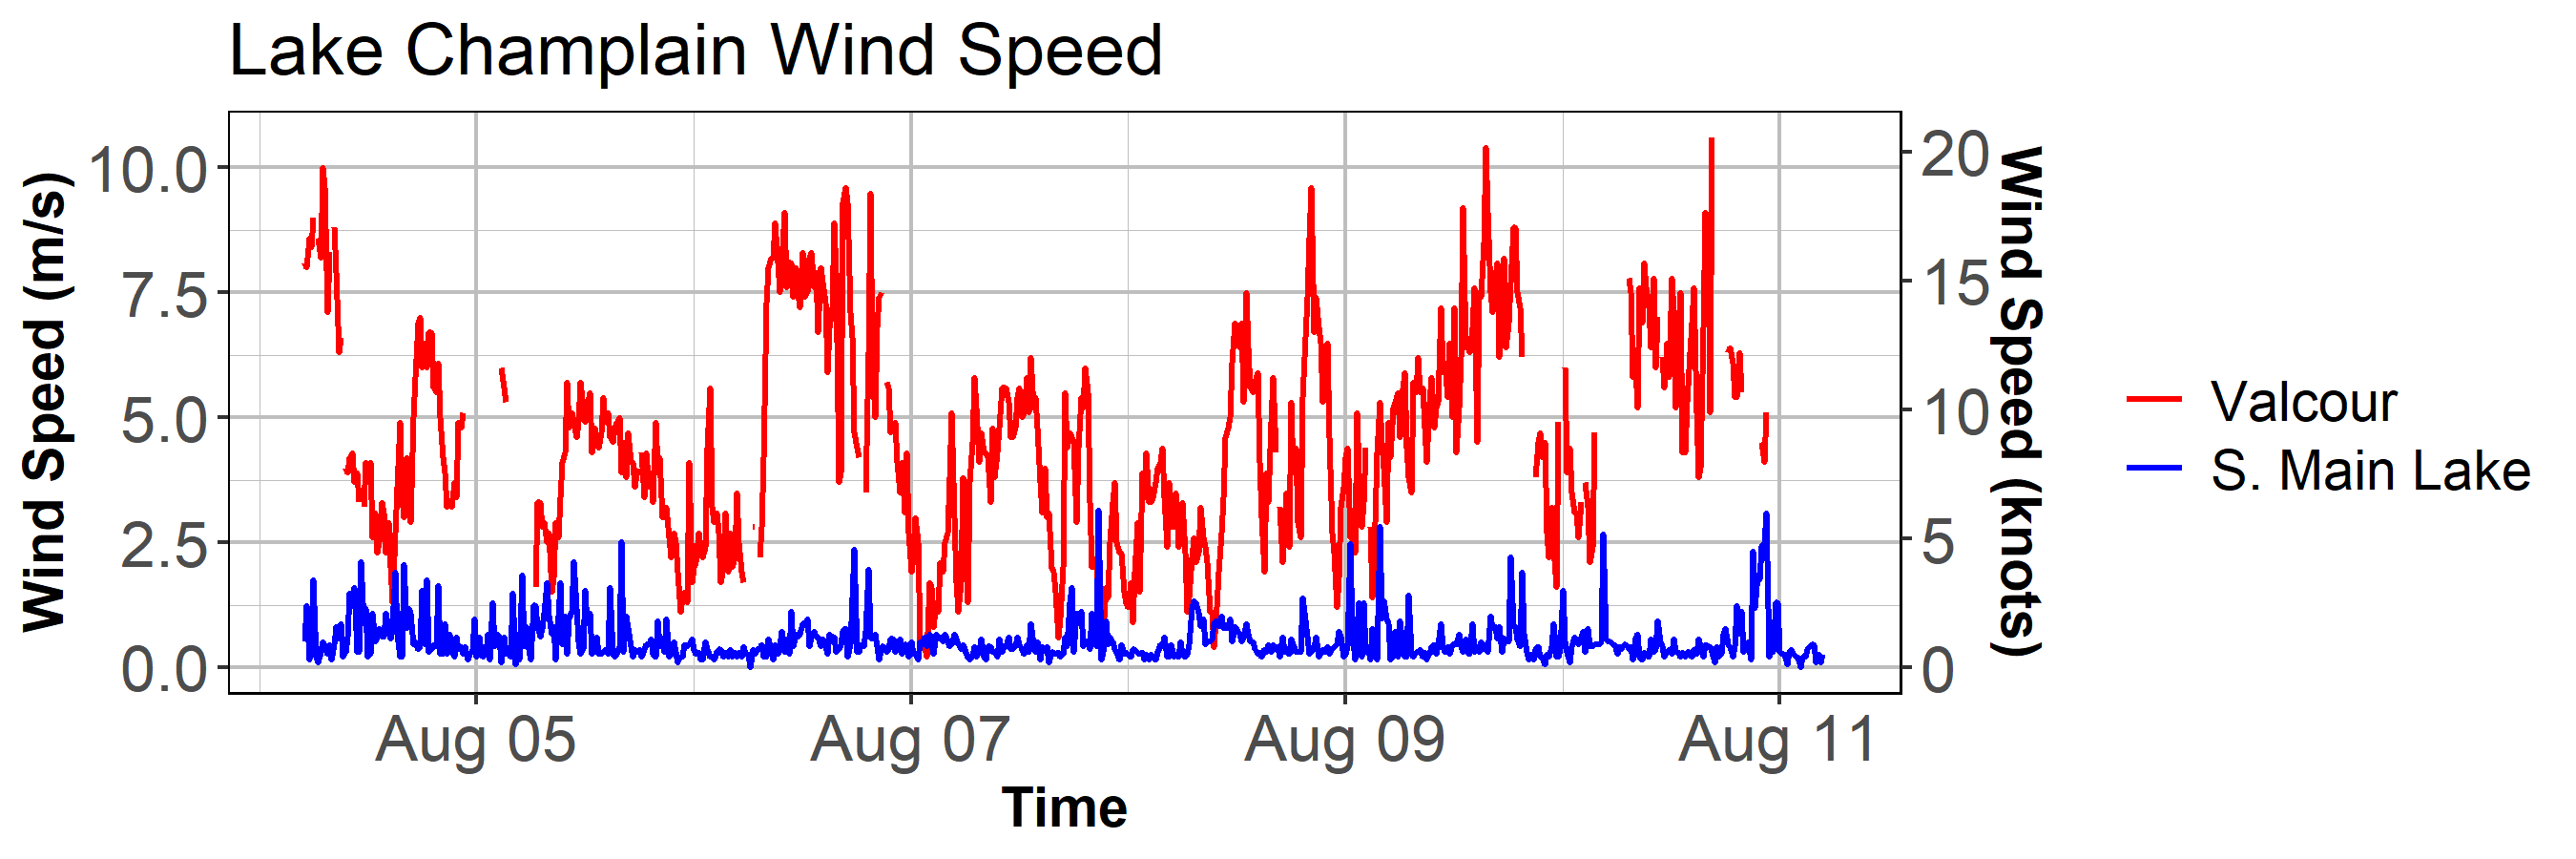 Lake Champlain Wind Speed
Wind Speed (m/s)
10.0
7.5
5.0
2.5
0.0
20
15
10
5
0
Wind Speed (knots)
Aug 05
Aug 07
Aug 09
Aug 11
Time
Valcour
S. Main Lake